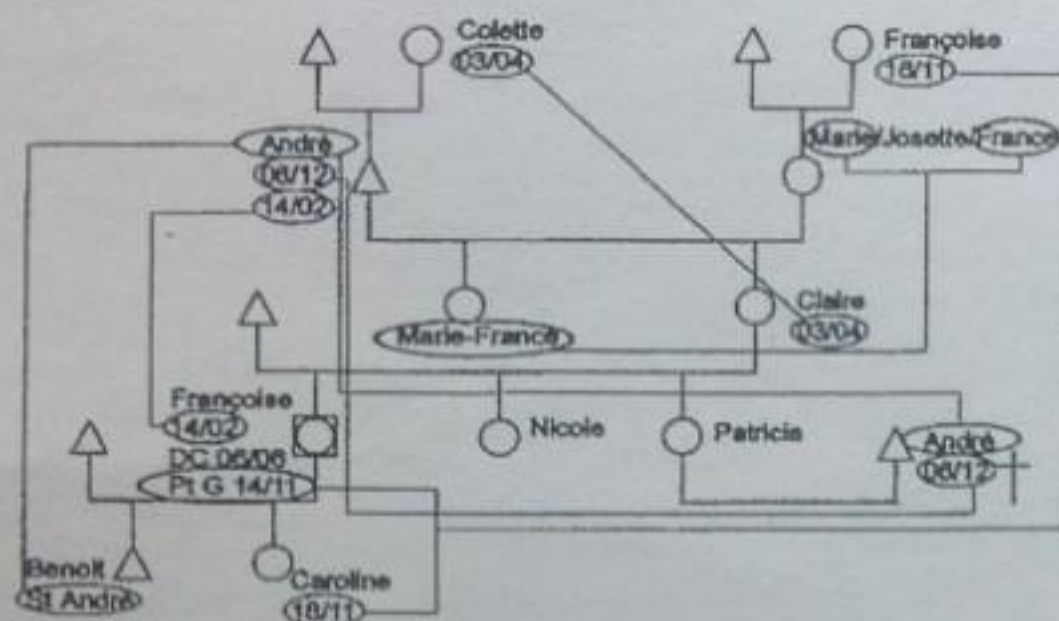 Colette
03/04
Françoise
18/11
André
06/12
14/02
Marie/Josette/France
Marie-France
Claire
03/04
Françoise
14/02
DC 06/06
Pt G 14/11
Nicole
Patricia
André
06/12
Benoit
St André
Caroline
18/11